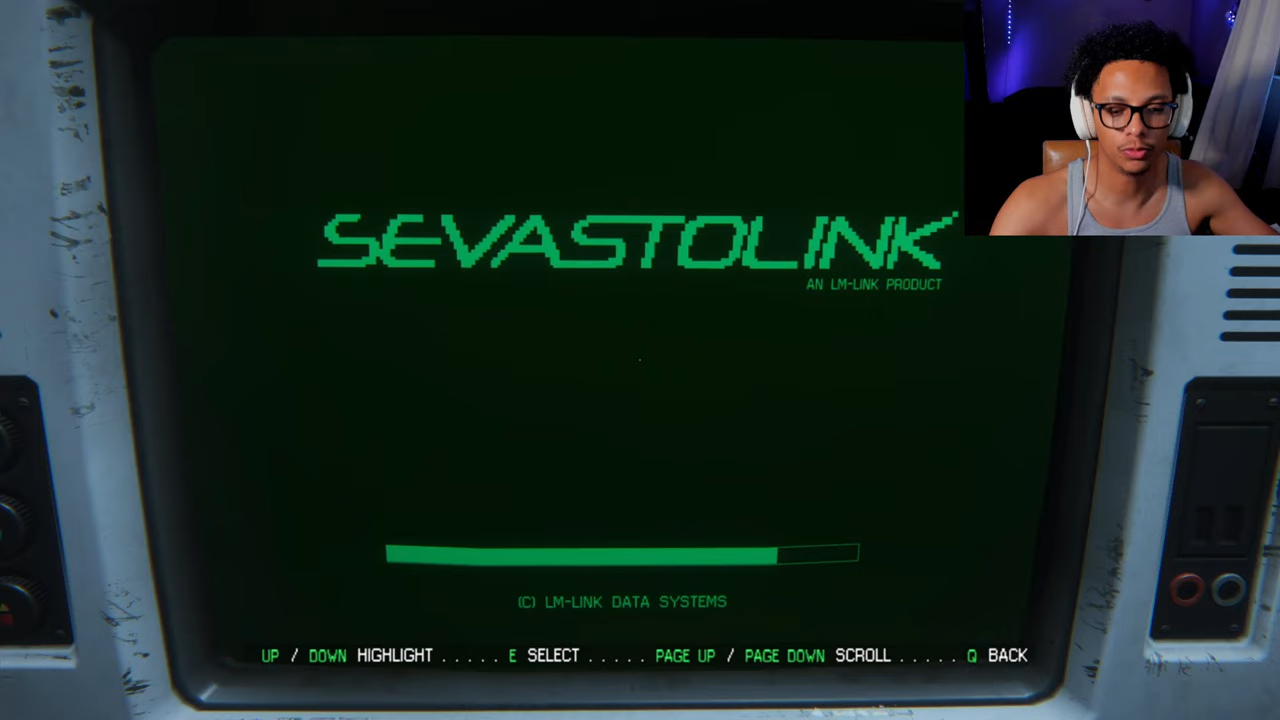 SEVASTOLINK
AN LM-LINK PRODUCT
(C) LM-LINK DATA SYSTEMS
UP / DOWN HIGHLIGHT ..... E SELECT ..... PAGE UP / PAGE DOWN SCROLL ..... Q BACK